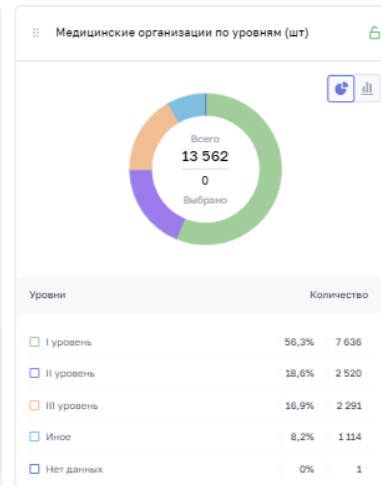 Медицинские организации по уровням (шт)
Всего
13 562
0
Выбрано
Уровни Количество
I уровень 56,3% 7 636
II уровень 18,6% 2 520
III уровень 16,9% 2 291
Иное 8,2% 1 114
Нет данных 0% 1